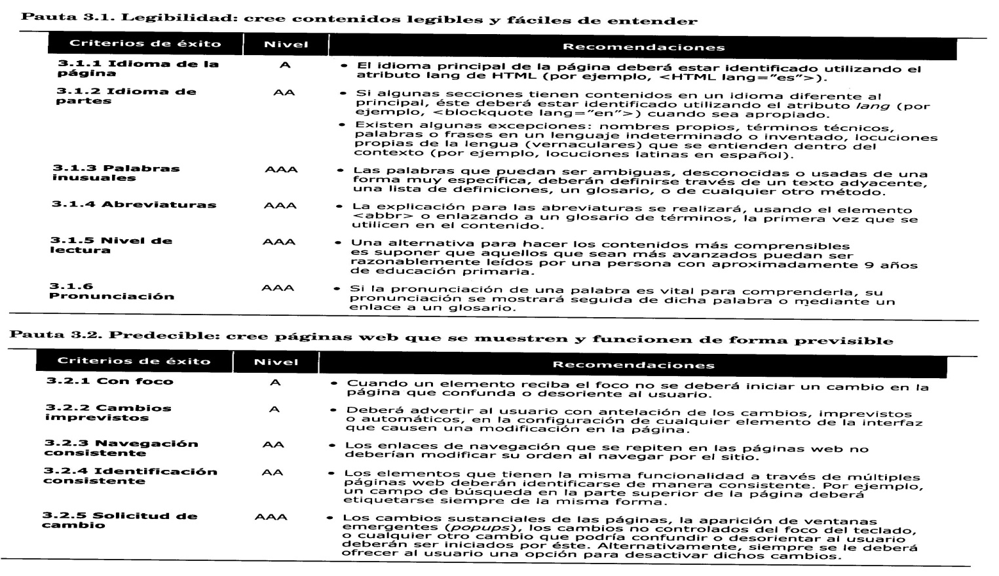 Pauta 3.1. Legibilidad: cree contenidos legibles y fáciles de entender
Criterios de éxito Nivel Recomendaciones
3.1.1 Idioma de la página A • El idioma principal de la página deberá estar identificado utilizando el
atributo lang de HTML (por ejemplo, <HTML lang="es">).
3.1.2 Idioma de partes AA • Si algunas secciones tienen contenidos en un idioma diferente al
principal, éste deberá estar identificado utilizando el atributo lang (por
ejemplo, <blockquote lang="en">) cuando sea apropiado.
• Existen algunas excepciones: nombres propios, términos técnicos,
palabras o frases en un lenguaje indeterminado o inventado, locuciones
propias de la lengua (vernaculares) que se entienden dentro del
contexto (por ejemplo, locuciones latinas en español).
3.1.3 Palabras inusuales AAA • Las palabras que puedan ser ambiguas, desconocidas o usadas de una
forma muy específica, deberán definirse través de un texto adyacente,
una lista de definiciones, un glosario, o de cualquier otro método.
3.1.4 Abreviaturas AAA • La explicación para las abreviaturas se realizará, usando el elemento
<abbr> o enlazando a un glosario de términos, la primera vez que se
utilicen en el contenido.
3.1.5 Nivel de lectura AAA • Una alternativa para hacer los contenidos más comprensibles
es suponer que aquellos que sean más avanzados puedan ser
razonablemente leídos por una persona con aproximadamente 9 años
de educación primaria.
3.1.6 Pronunciación AAA • Si la pronunciación de una palabra es vital para comprenderla, su
pronunciación se mostrará seguida de dicha palabra o mediante un
enlace a un glosario.
Pauta 3.2. Predecible: cree páginas web que se muestren y funcionen de forma previsible
Criterios de éxito Nivel Recomendaciones
3.2.1 Con foco A • Cuando un elemento reciba el foco no se deberá iniciar un cambio en la
página que confunda o desoriente al usuario.
3.2.2 Cambios imprevistos A • Deberá advertir al usuario con antelación de los cambios, imprevistos
o automáticos, en la configuración de cualquier elemento de la interfaz
que causen una modificación en la página.
3.2.3 Navegación consistente AA • Los enlaces de navegación que se repiten en las páginas web no
deberían modificar su orden al navegar por el sitio.
3.2.4 Identificación consistente AA • Los elementos que tienen la misma funcionalidad a través de múltiples
páginas web deberán identificarse de manera consistente. Por ejemplo,
un campo de búsqueda en la parte superior de la página deberá
etiquetarse siempre de la misma forma.
3.2.5 Solicitud de cambio AAA • Los cambios sustanciales de las páginas, la aparición de ventanas
emergentes (popups), los cambios no controlados del foco del teclado,
o cualquier otro cambio que podría confundir o desorientar al usuario
deberán ser iniciados por éste. Alternativamente, siempre se le deberá
ofrecer al usuario una opción para desactivar dichos cambios.